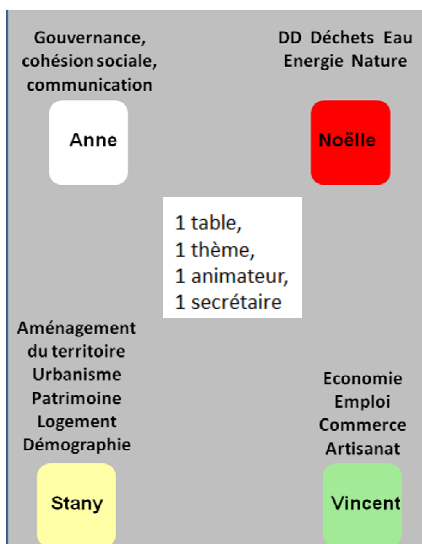 Gouvernance,
cohésion sociale,
communication
Anne
DD Déchets Eau
Energie Nature
Noëlle
1 table,
1 thème,
1 animateur,
1 secrétaire
Aménagement
du territoire
Urbanisme
Patrimoine
Logement
Démographie
Stany
Economie
Emploi
Commerce
Artisanat
Vincent